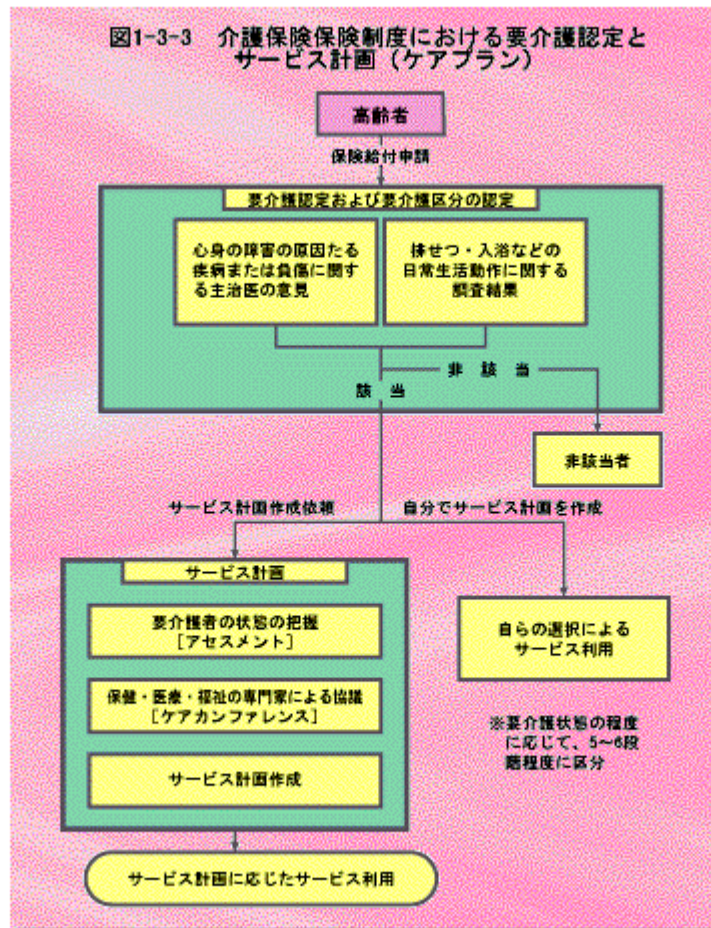 図1-3-3 介護保険保険制度における要介護認定と
サービス計画（ケアプラン）
高齢者
保険給付申請
要介護認定および要介護区分の認定
心身の障害の原因たる
疾病または負傷に関す
る主治医の意見
排せつ・入浴などの
日常生活動作に関する
調査結果
非該当
該当
非該当者
サービス計画作成依頼
自分でサービス計画を作成
サービス計画
要介護者の状態の把握
［アセスメント］
保健・医療・福祉の専門家による協議
［ケアカンファレンス］
サービス計画作成
自らの選択による
サービス利用
※要介護状態の程度
に応じて、5～6段
階程度に区分
サービス計画に応じたサービス利用